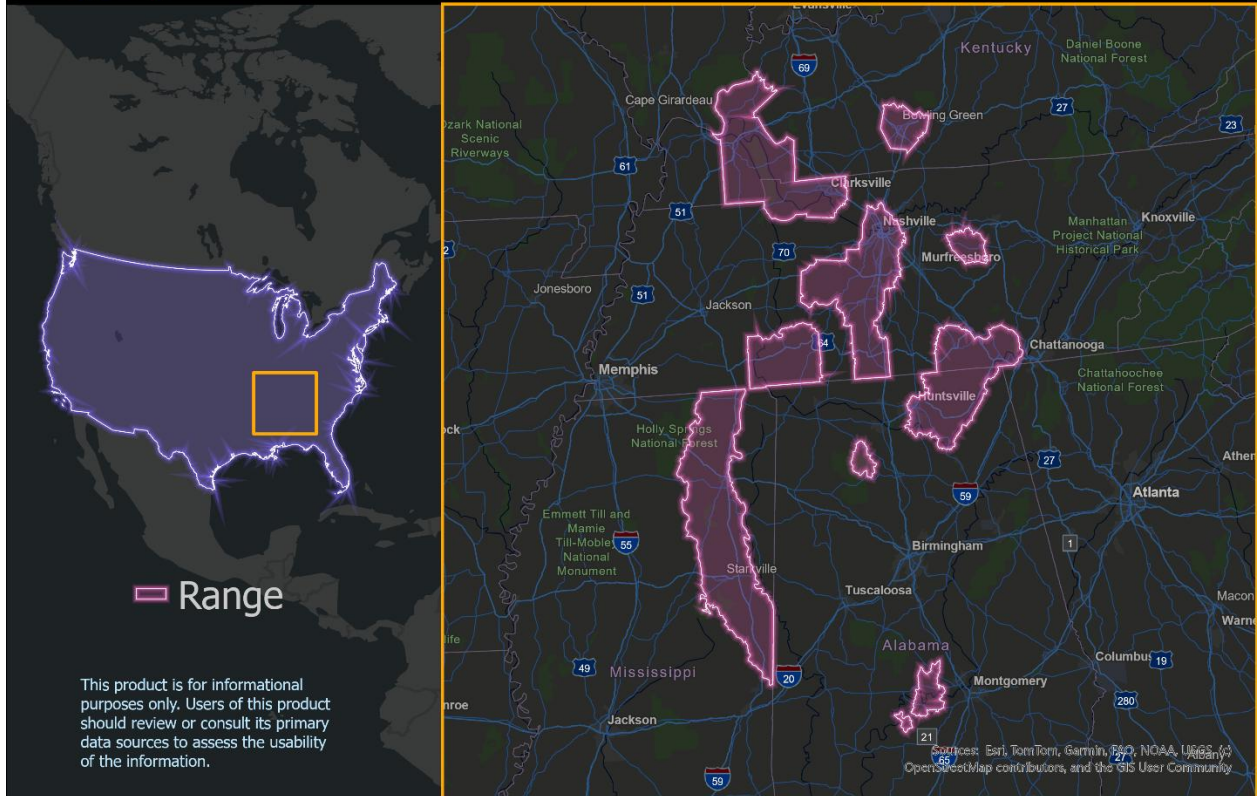 Range
This product is for informational
purposes only. Users of this product
should review or consult its primary
data sources to assess the usability
of the information.
Evansville
Kentucky
Daniel Boone
National Forest
69
Cape Girardeau
27
Bowling Green
23
Ozark National
Scenic
Riverways
61
Clarksville
51
Knoxville
Nashville
Manhattan
Project National
Historical Park
70
Murfreesboro
Jonesboro
51
Jackson
64
Chattanooga
Memphis
Chattahoochee
National Forest
Huntsville
Holly Springs
National Forest
27
59
Atlanta
Emmett Till and
Mamie
Till-Mobley
National
Monument
55
1
Birmingham
Starkville
Tuscaloosa
Macon
Alabama
Columbus
19
49
Mississippi
20
Montgomery
280
Jackson
21
65
27
Albany
59
Sources: Esri, TomTom, Garmin, FAO, NOAA, USGS, (c)
OpenStreetMap contributors, and the GIS User Community